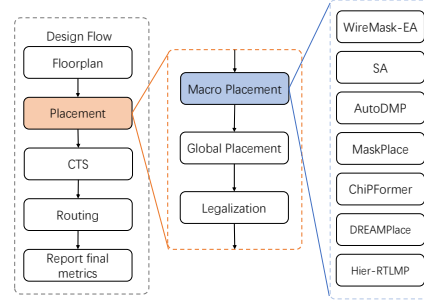 Design Flow
Floorplan
Placement
CTS
Routing
Report final
metrics
Macro Placement
Global Placement
Legalization
WireMask-EA
SA
AutoDMP
MaskPlace
ChiPFormer
DREAMPlace
Hier-RTLMP